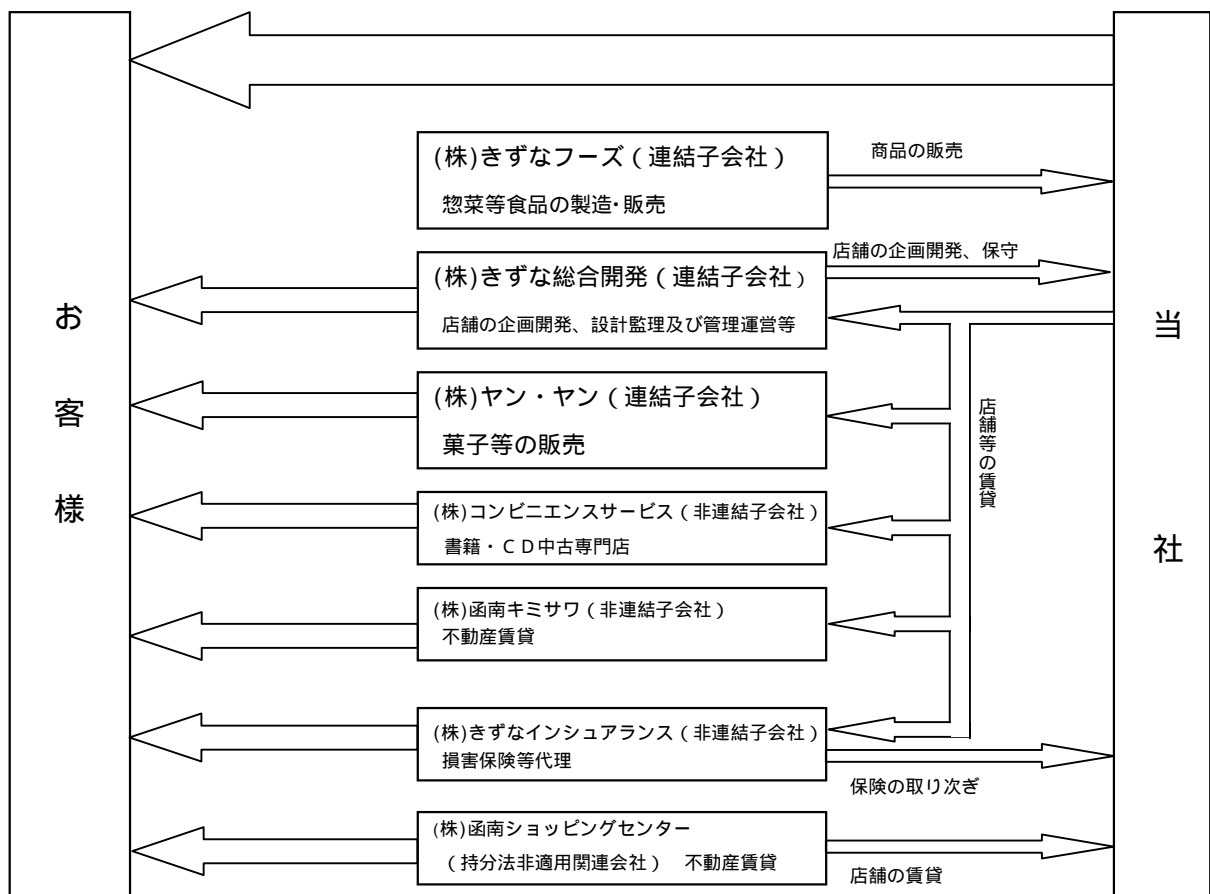 お客様
当社
(株)きずなフーズ(連結子会社)
惣菜等食品の製造・販売
商品の販売
(株)きずな総合開発(連結子会社)
店舗の企画開発、設計監理及び管理運営等
店舗の企画開発、保守
(株)ヤン・ヤン(連結子会社)
菓子等の販売
店舗等の賃貸
(株)コンビニエンスサービス(非連結子会社)
書籍・CD中古専門店
(株)函南キミサワ(非連結子会社)
不動産賃貸
(株)きずなインシュアランス(非連結子会社)
損害保険等代理
保険の取り次ぎ
(株)函南ショッピングセンター
(持分法非適用関連会社) 不動産賃貸
店舗の賃貸